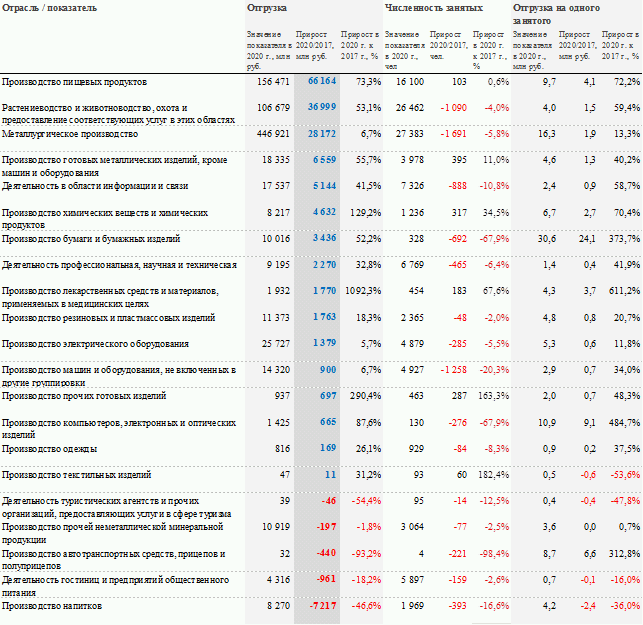 Отрасль / показатель Отгрузка Численность занятых Отгрузка на одного
занятого
Значение Прирост Прирост в Значение Прирост Прирост Значение Прирост Прирост в
показателя в 2020/2017, 2020 г. к показателя 2020/2017, в 2020 показателя 2020/2017, 2020 г. к
2020 г., млн млн руб. 2017 г., % в 2020 г., чел. г. к в 2020 г., млн руб. 2017 г., %
руб. чел 2017 г., млн руб.
%
Производство пищевых продуктов 156 471 66 164 73,3% 16 100 103 0,6% 9,7 4,1 72,2%
Растениеводство и животноводство, охота и 106 679 36 999 53,1% 26 462 -1 090 -4,0% 4,0 1,5 59,4%
предоставление соответствующих услуг в этих областях
Металлургическое производство 446 921 28 172 6,7% 27 383 -1 691 -5,8% 16,3 1,9 13,3%
Производство готовых металлических изделий, кроме 18 335 6 559 55,7% 3 978 395 11,0% 4,6 1,3 40,2%
машин и оборудования
Деятельность в области информации и связи 17 537 5 144 41,5% 7 326 -888 -10,8% 2,4 0,9 58,7%
Производство химических веществ и химических 8 217 4 632 129,2% 1 236 317 34,5% 6,7 2,7 70,4%
продуктов
Производство бумаги и бумажных изделий 10 016 3 436 52,2% 328 -692 -67,9% 30,6 24,1 373,7%
Деятельность профессиональная, научная и техническая 9 195 2 270 32,8% 6 769 -465 -6,4% 1,4 0,4 41,9%
Производство лекарственных средств и материалов, 1 932 1 770 1092,3% 454 183 67,6% 4,3 3,7 611,2%
применяемых в медицинских целях
Производство резиновых и пластмассовых изделий 11 373 1 763 18,3% 2 365 -48 -2,0% 4,8 0,8 20,7%
Производство электрического оборудования 25 727 1 379 5,7% 4 879 -285 -5,5% 5,3 0,6 11,8%
Производство машин и оборудования, не включенных в 14 320 900 6,7% 4 927 -1 258 -20,3% 2,9 0,7 34,0%
другие группировки
Производство прочих готовых изделий 937 697 290,4% 463 287 163,3% 2,0 0,7 48,3%
Производство компьютеров, электронных и оптических 1 425 665 87,6% 130 -276 -67,9% 10,9 9,1 484,7%
изделий
Производство одежды 816 169 26,1% 929 -84 -8,3% 0,9 0,2 37,5%
Производство текстильных изделий 47 11 31,2% 93 60 182,4% 0,5 -0,6 -53,6%
Деятельность туристических агентств и прочих 39 -46 -54,4% 95 -14 -12,5% 0,4 -0,4 -47,8%
организаций, предоставляющих услуги в сфере туризма
Производство прочей неметаллической минеральной 10 919 -197 -1,8% 3 064 -77 -2,5% 3,6 0,0 0,7%
продукции
Производство автотранспортных средств, прицепов и 32 -440 -93,2% 4 -221 -98,4% 8,7 6,6 312,8%
полуприцепов
Деятельность гостиниц и предприятий общественного 4 316 -961 -18,2% 5 897 -159 -2,6% 0,7 -0,1 -16,0%
питания
Производство напитков 8 270 -7 217 -46,6% 1 969 -393 -16,6% 4,2 -2,4 -36,0%